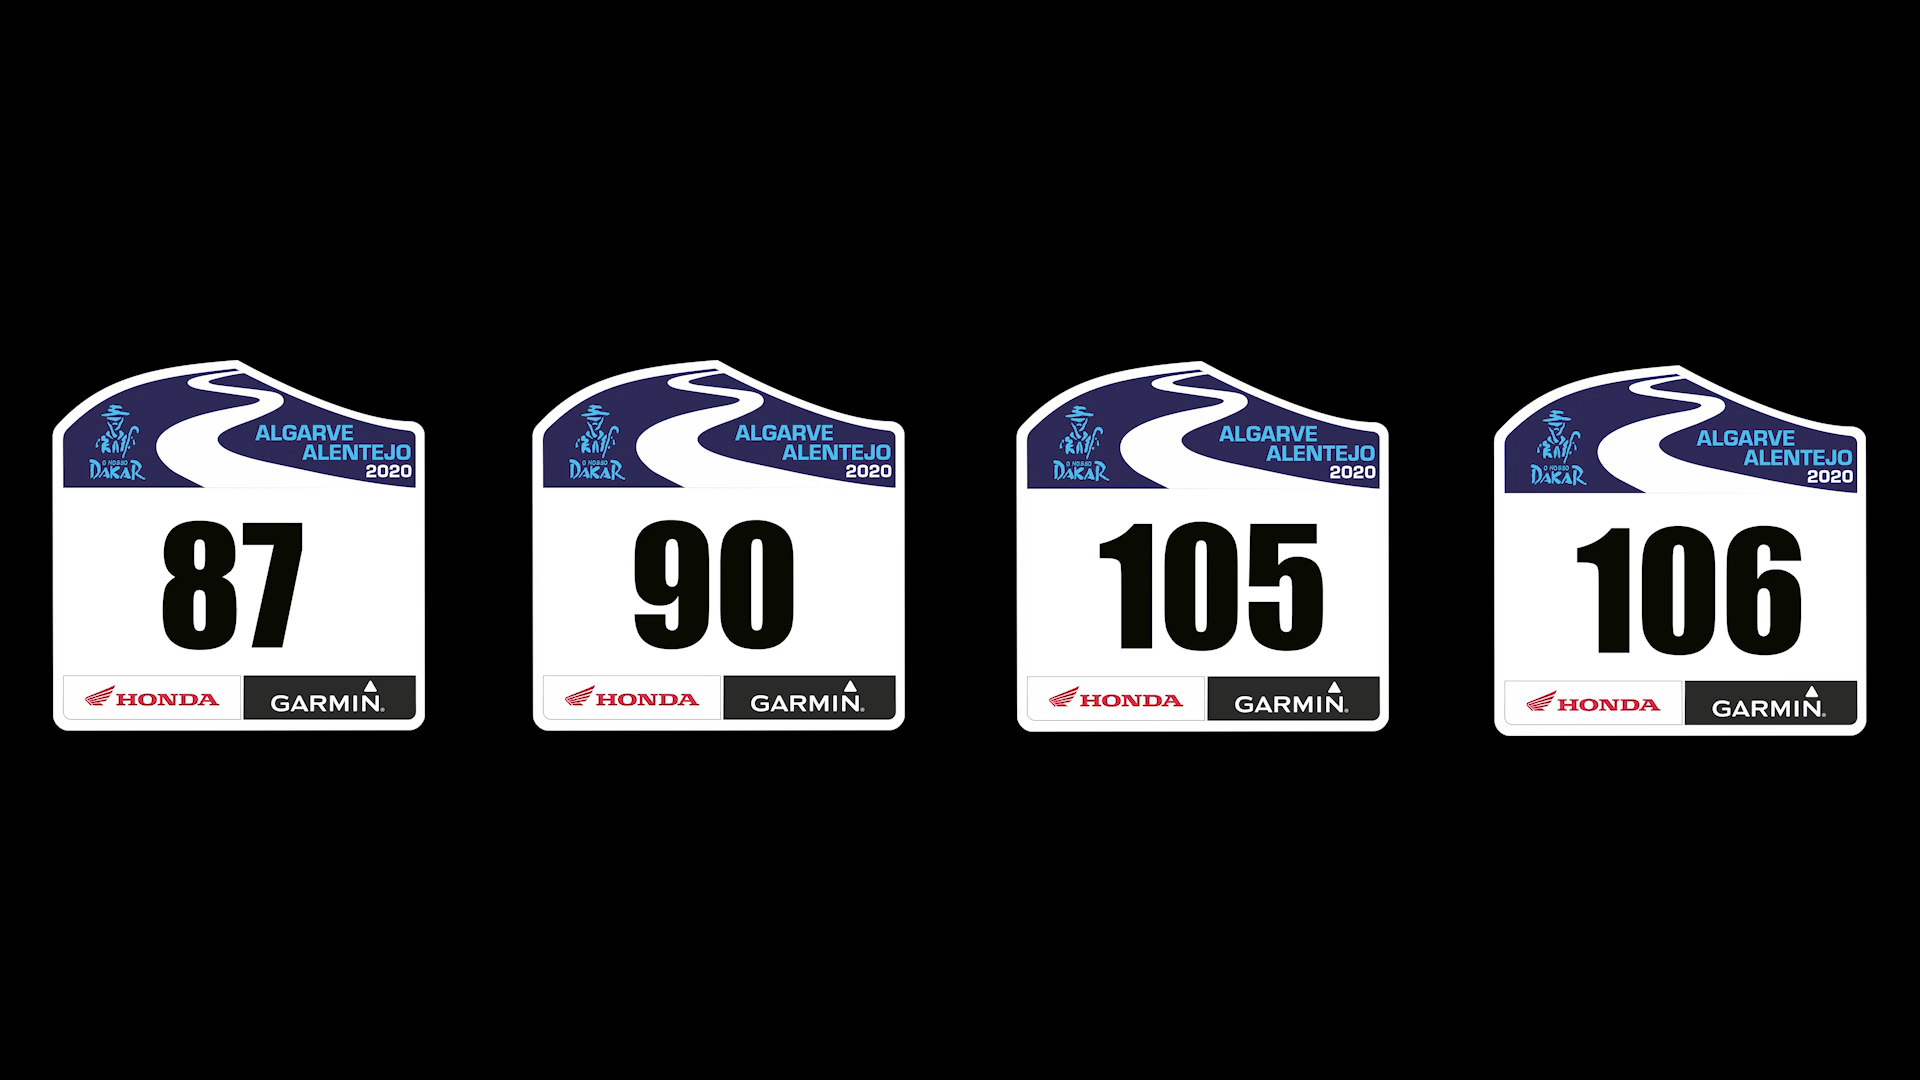 ALGARVE
ALENTEJO
2020
O NOSSO
DAKAR
87
HONDA
GARMIN
ALGARVE
ALENTEJO
2020
O NOSSO
DAKAR
90
HONDA
GARMIN
ALGARVE
ALENTEJO
2020
O NOSSO
DAKAR
105
HONDA
GARMIN
ALGARVE
ALENTEJO
2020
O NOSSO
DAKAR
106
HONDA
GARMIN